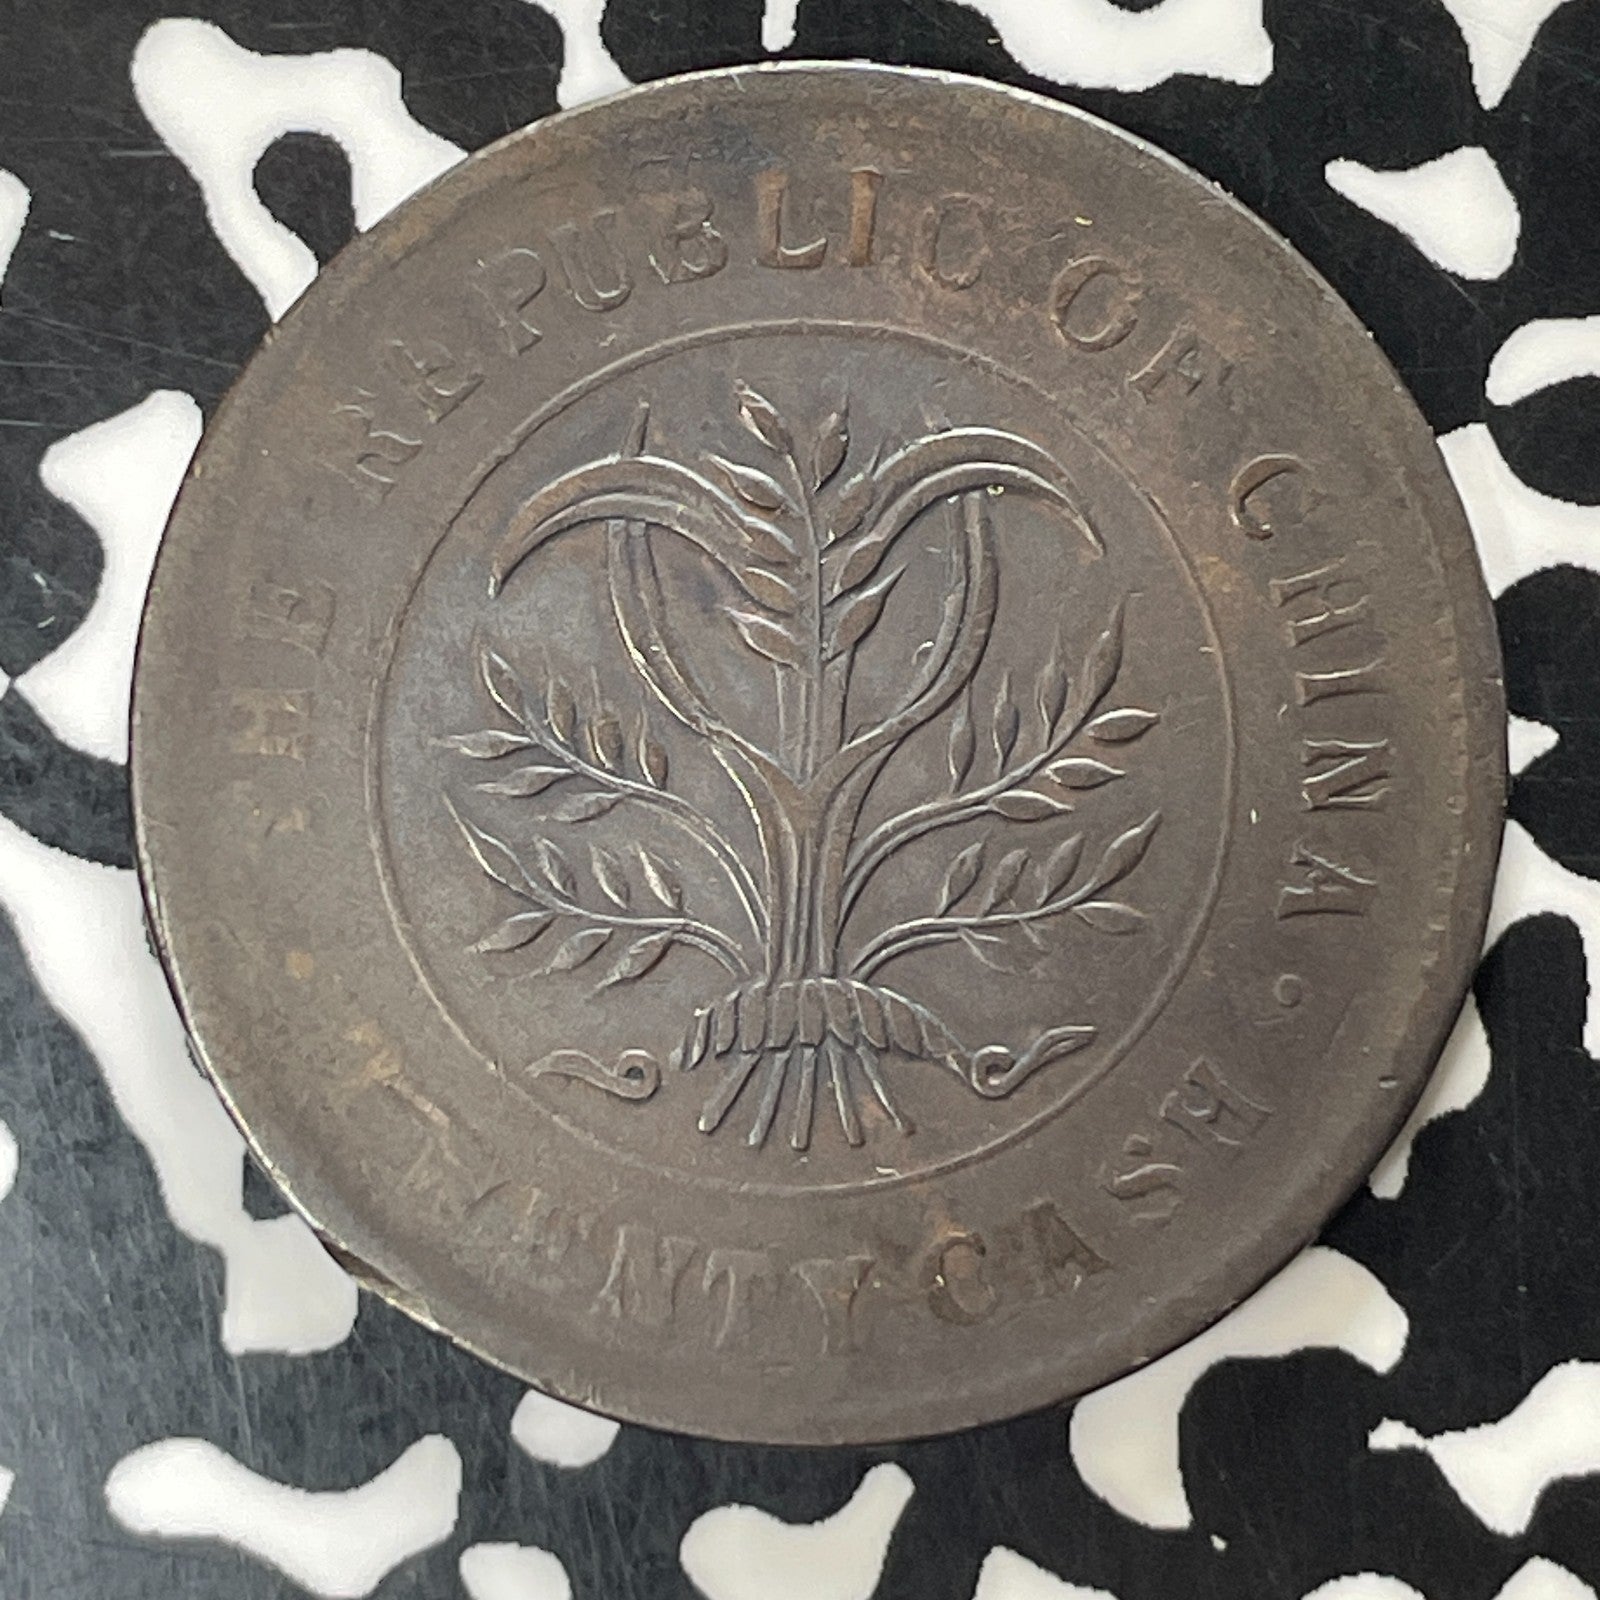 THE REPUBLIC OF CHINA.
TWENTY CASH